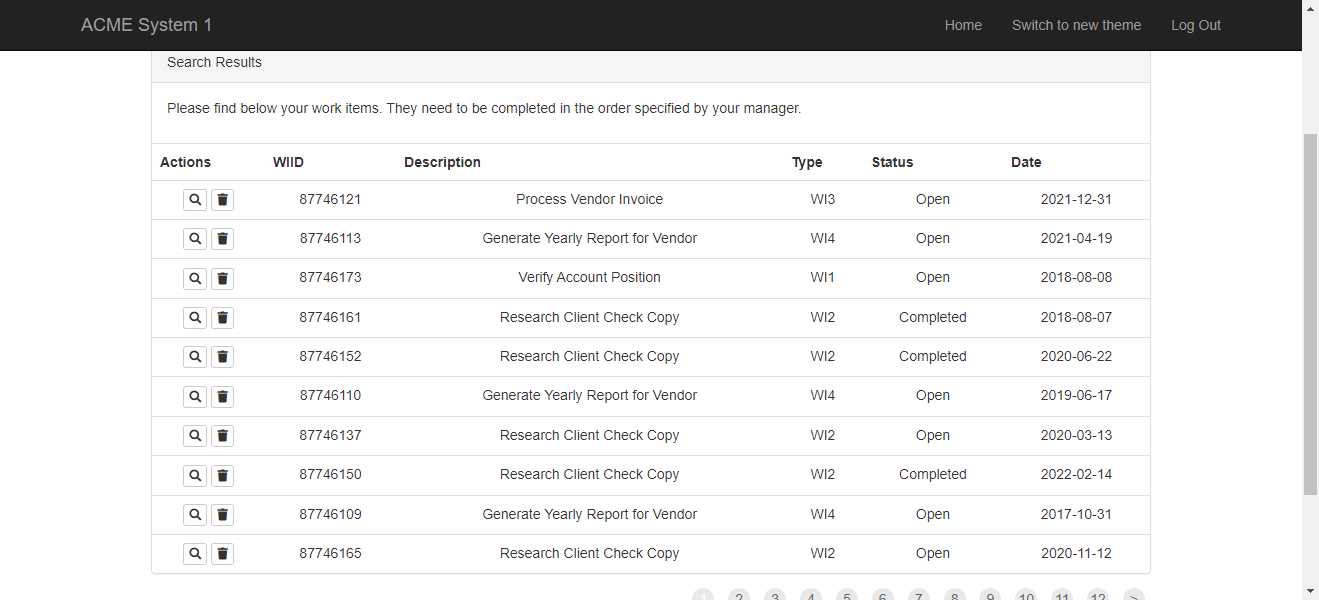 ACME System 1 Home Switch to new theme Log Out
Search Results
Please find below your work items. They need to be completed in the order specified by your manager.
Actions WIID Description Type Status Date
87746121 Process Vendor Invoice WI3 Open 2021-12-31
87746113 Generate Yearly Report for Vendor WI4 Open 2021-04-19
87746173 Verify Account Position WI1 Open 2018-08-08
87746161 Research Client Check Copy WI2 Completed 2018-08-07
87746152 Research Client Check Copy WI2 Completed 2020-06-22
87746110 Generate Yearly Report for Vendor WI4 Open 2019-06-17
87746137 Research Client Check Copy WI2 Open 2020-03-13
87746150 Research Client Check Copy WI2 Completed 2022-02-14
87746109 Generate Yearly Report for Vendor WI4 Open 2017-10-31
87746165 Research Client Check Copy WI2 Open 2020-11-12
1 2 3 4 5 6 7 8 9 10 11 12 >